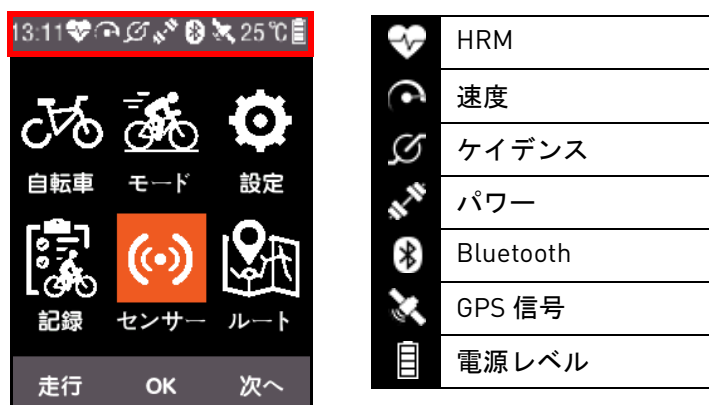 13:11 25℃
自転車 モード 設定
記録 センサー ルート
走行 OK 次へ
HRM
速度
ケイデンス
パワー
Bluetooth
GPS 信号
電源レベル